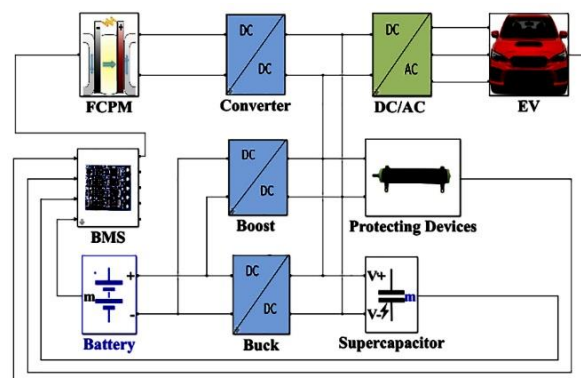 - +
DC
DC
DC
AC
FCPM
Converter
DC/AC
EV
DC
DC
BMS
Boost
Protecting Devices
m
+
-
DC
DC
V+
V-
m
Battery
Buck
Supercapacitor